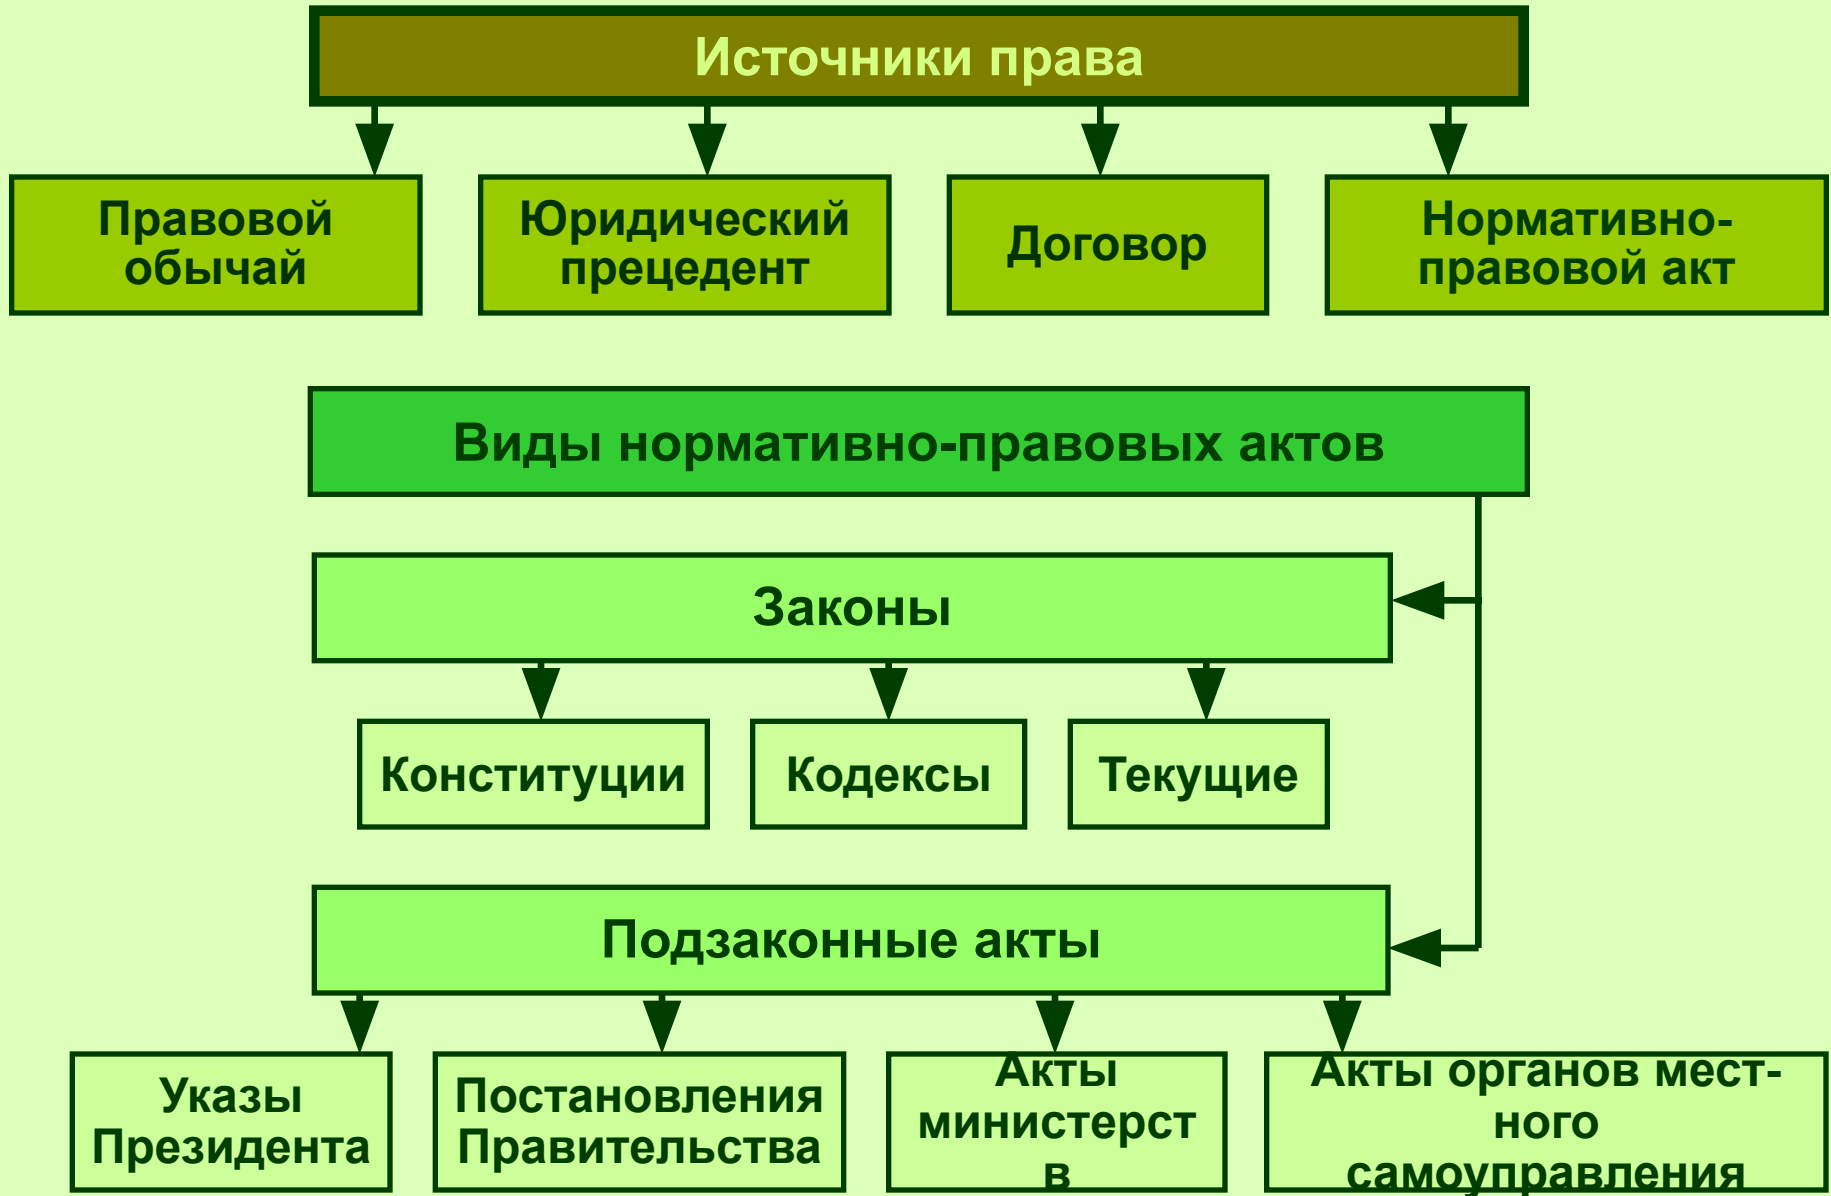 Источники права
Правовой
обычай
Юридический
прецедент
Договор
Нормативно-
правовой акт
Виды нормативно-правовых актов
Законы
Конституции
Кодексы
Текущие
Подзаконные акты
Указы
Президента
Постановления
Правительства
Акты
министерст
в
Акты органов мест-
ного
самоуправления